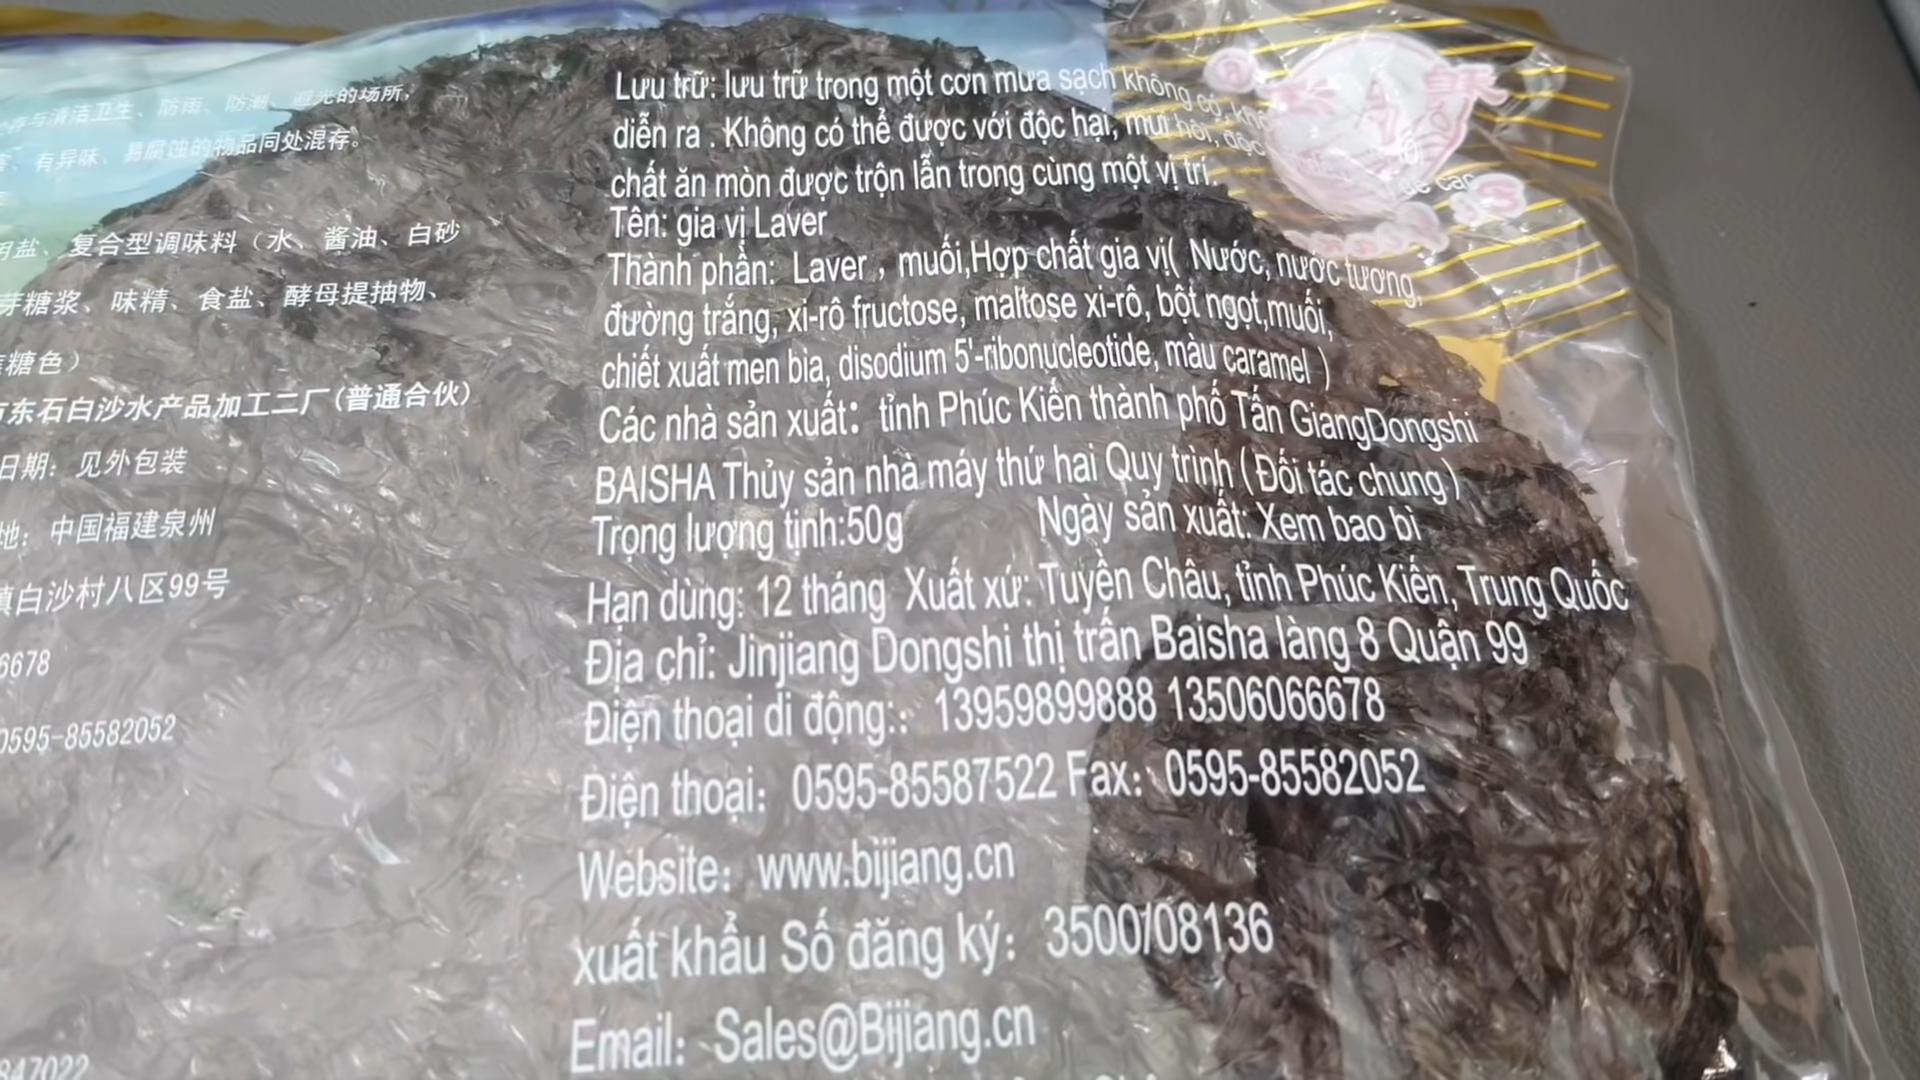 存与清洁卫生、防雨、防潮、避光的场所,
害、有异味、易腐蚀的物品同处混存。
用盐、复合型调味料（水、酱油、白砂
芽糖浆、味精、食盐、酵母提抽物、
焦糖色）
市东石白沙水产品加工二厂(普通合伙)
日期: 见外包装
地: 中国福建泉州
镇白沙村八区99号
6678
0595-85582052
847022
Lưu trữ: lưu trữ trong một cơn mưa sạch không có,
diễn ra . Không có thể được với độc hại, mùi hôi, độc
chất ăn mòn được trộn lẫn trong cùng một vị trí.
Tên: gia vị Laver
Thành phần: Laver , muối,Hợp chất gia vị( Nước, nước tương,
đường trắng, xi-rô fructose, maltose xi-rô, bột ngọt,muối,
chiết xuất men bia, disodium 5'-ribonucleotide, màu caramel )
Các nhà sản xuất: tỉnh Phúc Kiến thành phố Tấn GiangDongshi
BAISHA Thủy sản nhà máy thứ hai Quy trình ( Đối tác chung )
Trọng lượng tịnh:50g Ngày sản xuất: Xem bao bì
Hạn dùng: 12 tháng Xuất xứ: Tuyền Châu, tỉnh Phúc Kiến, Trung Quốc
Địa chỉ: Jinjiang Dongshi thị trấn Baisha làng 8 Quận 99
Điện thoại di động:: 13959899888 13506066678
Điện thoại: 0595-85587522 Fax: 0595-85582052
Website: www.bijiang.cn
xuất khẩu Số đăng ký: 3500/08136
Email: Sales@Bijiang.cn